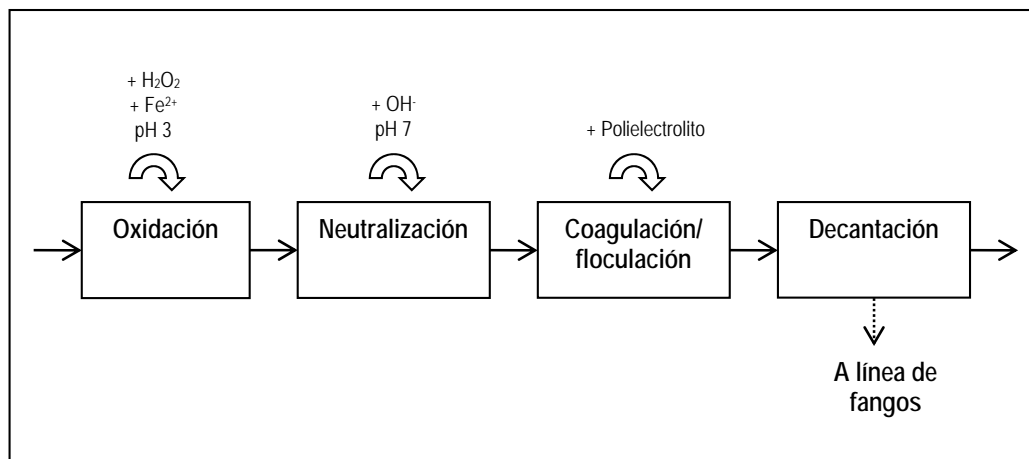 + H₂O₂
+ Fe²⁺
pH 3
+ OH⁻
pH 7
+ Polielectrolito
Oxidación
Neutralización
Coagulación/
floculación
Decantación
A línea de
fangos